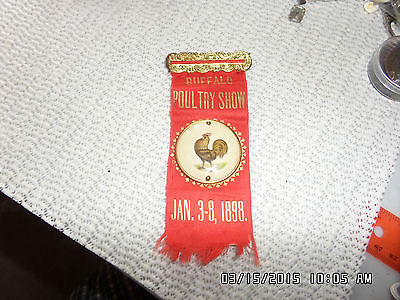 BUFFALO
POULTRY SHOW
JAN. 3-8, 1898.
03/15/2015 10:05 AM